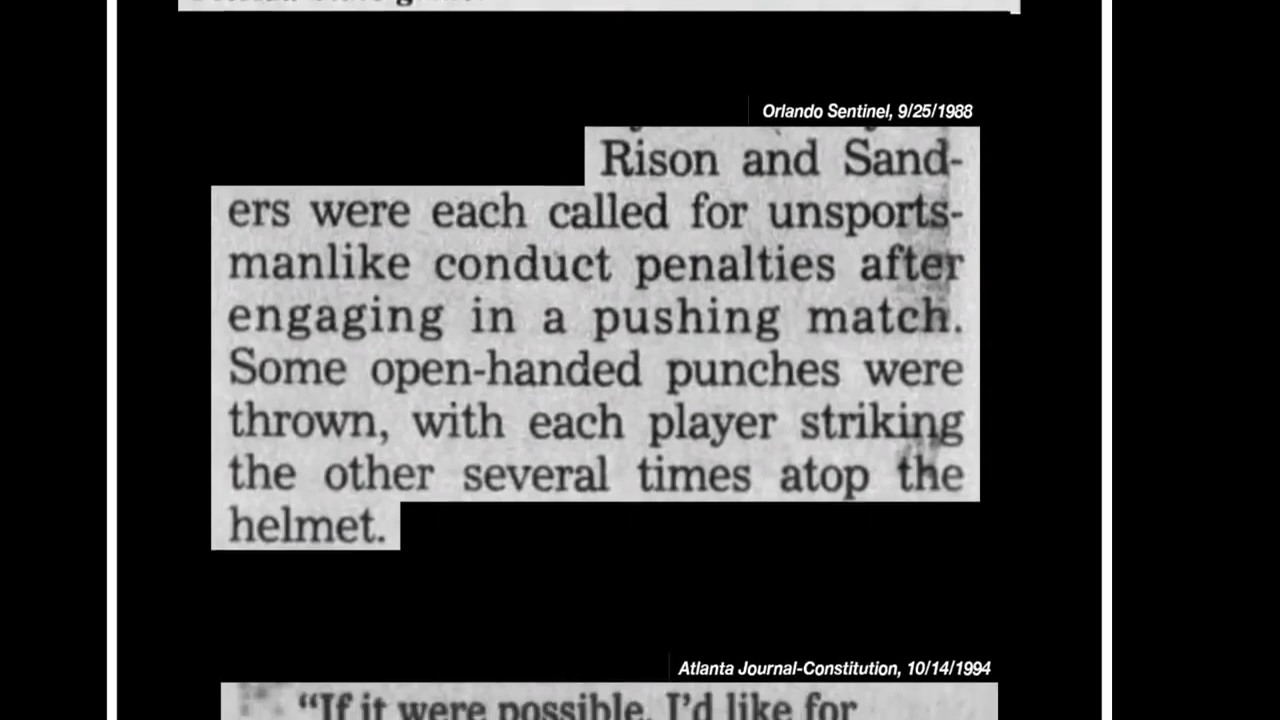 Orlando Sentinel, 9/25/1988
Rison and Sand-
ers were each called for unsports-
manlike conduct penalties after
engaging in a pushing match.
Some open-handed punches were
thrown, with each player striking
the other several times atop the
helmet.
Atlanta Journal-Constitution, 10/14/1994
“If it were possible, I’d like for